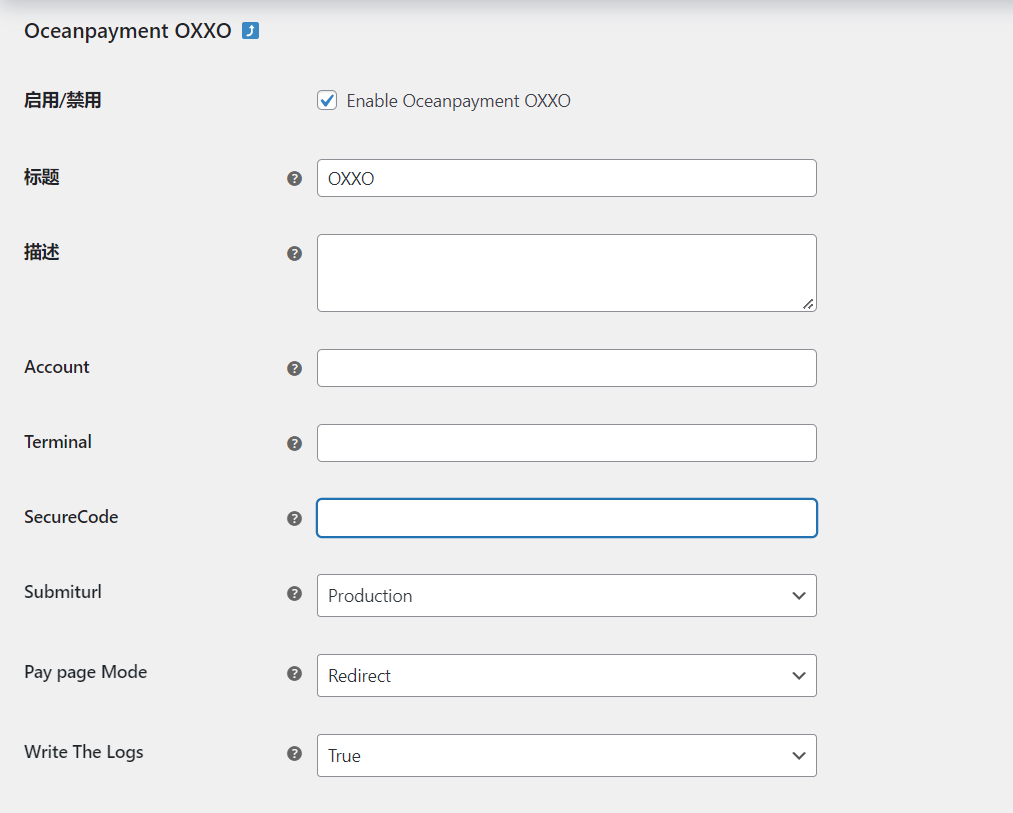 Oceanpayment OXXO
启用/禁用
Enable Oceanpayment OXXO
标题
OXXO
描述
Account
Terminal
SecureCode
Submiturl
Production
Pay page Mode
Redirect
Write The Logs
True